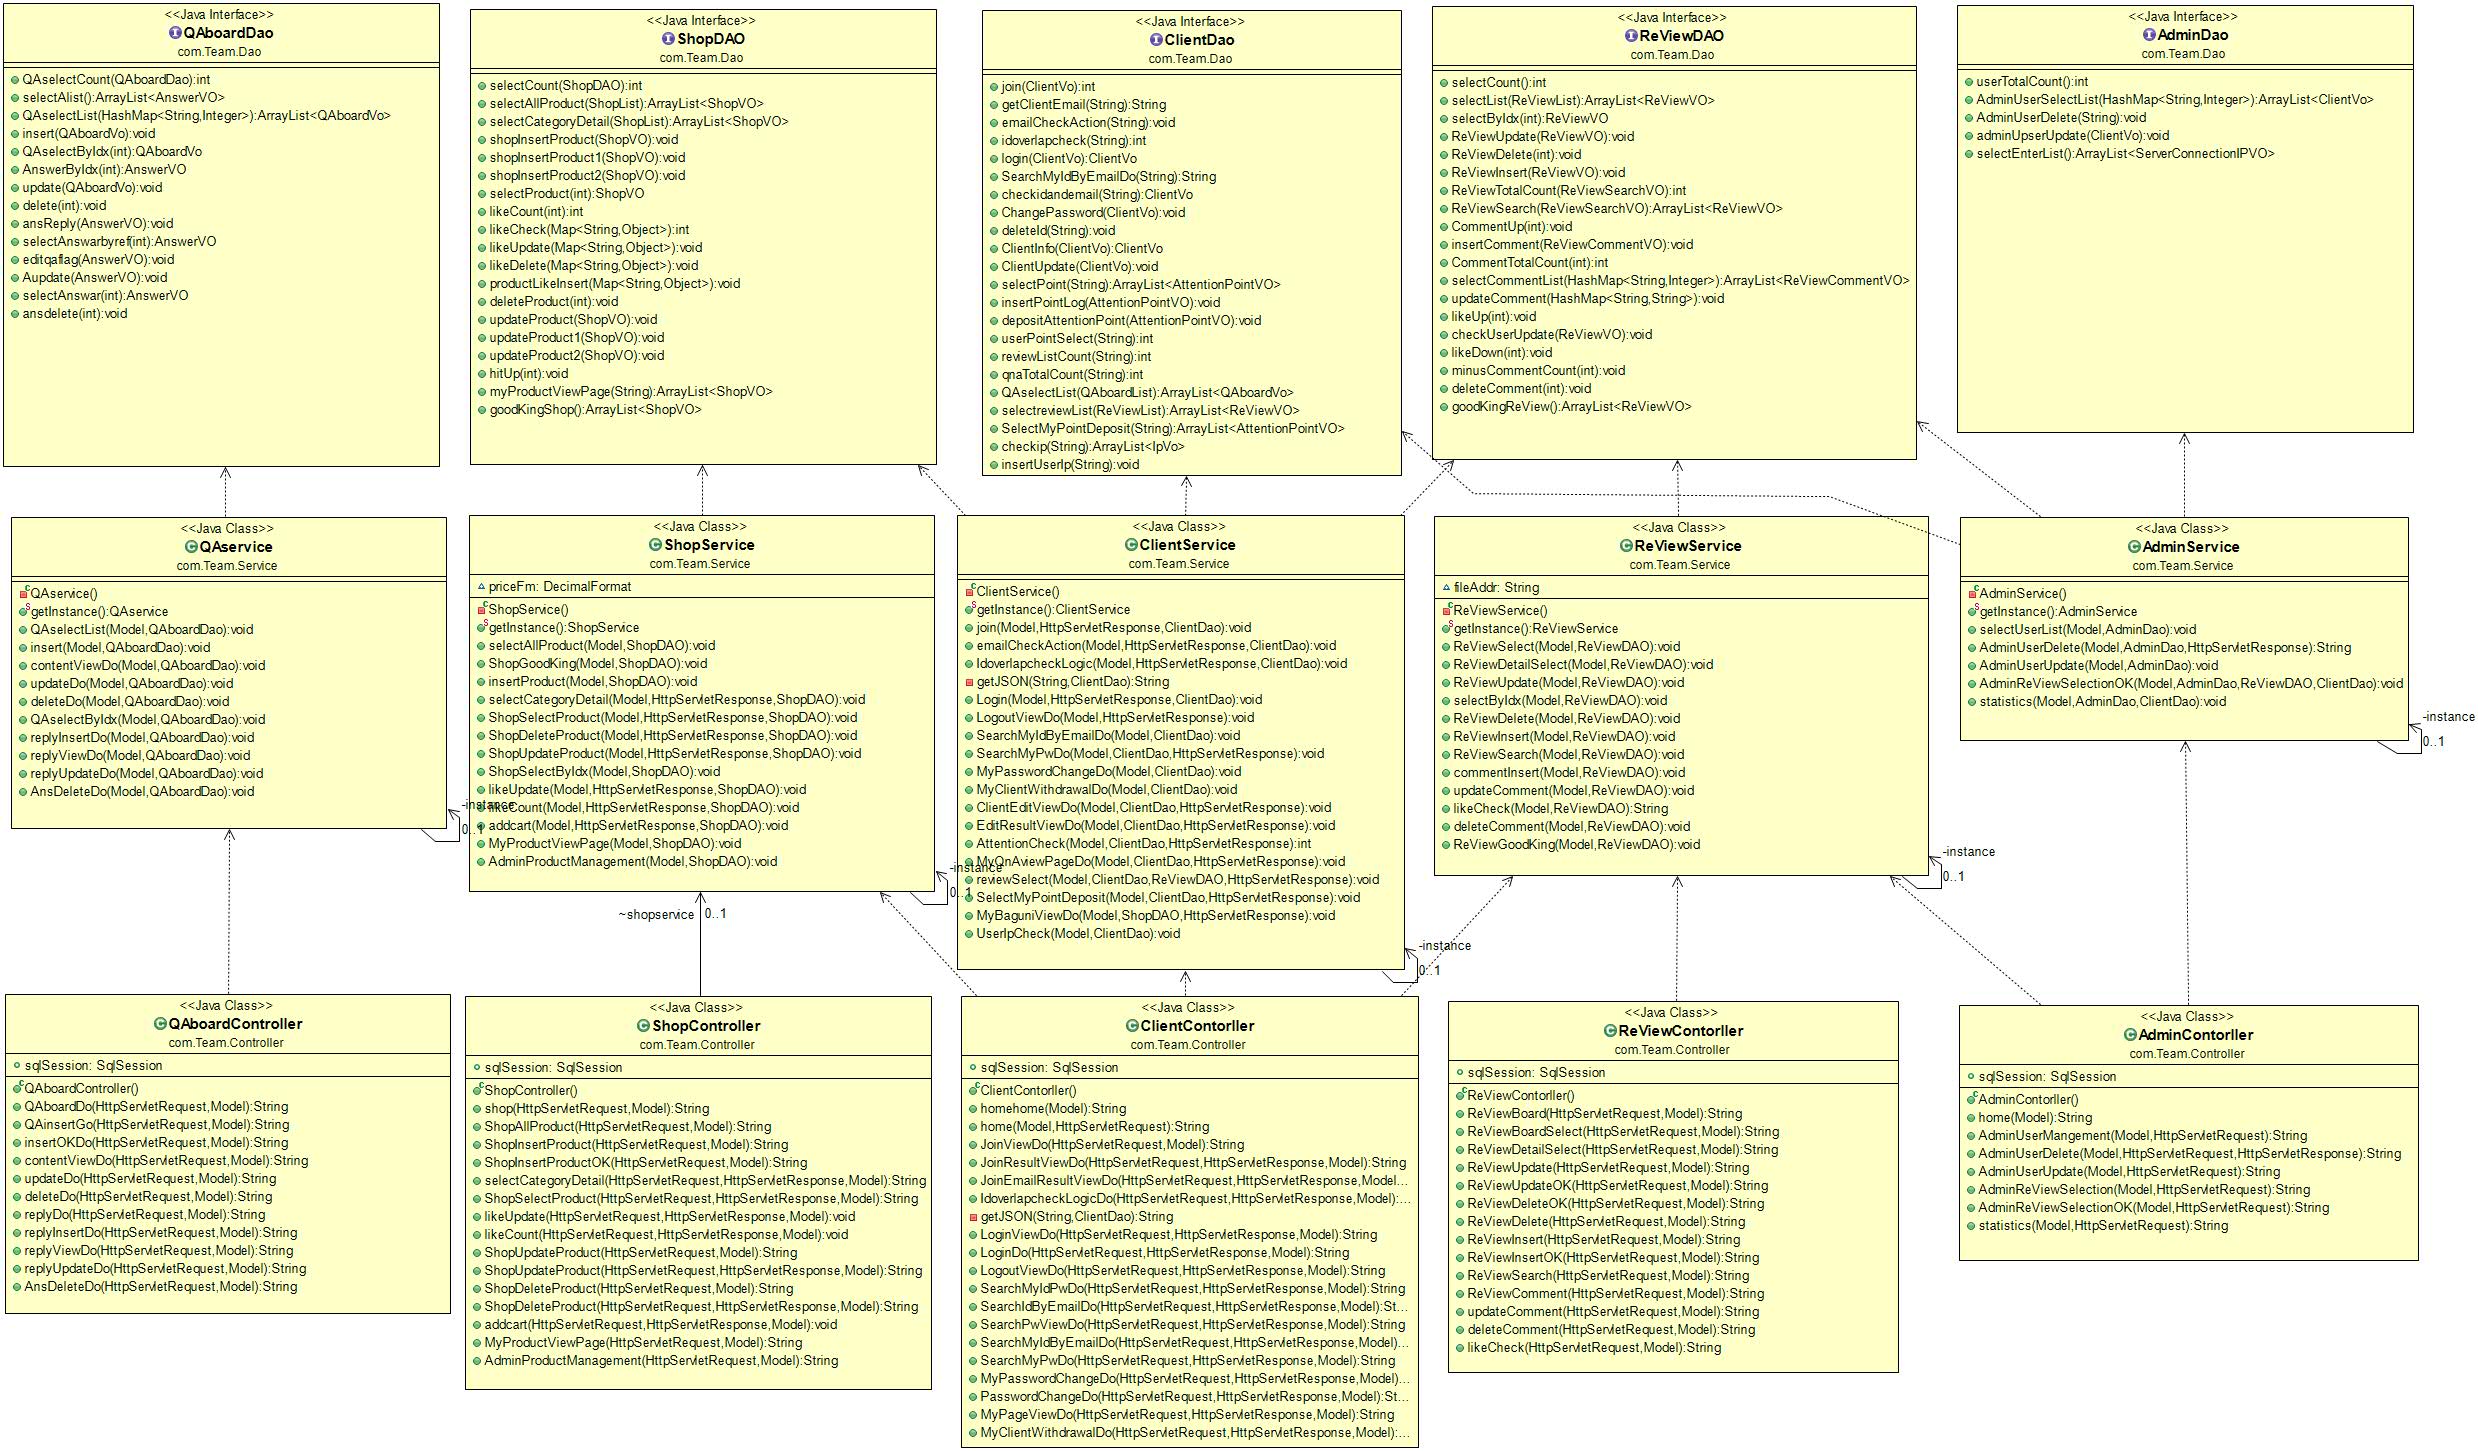 <<Java Interface>>
QAboardDao
com.Team.Dao
QAselectCount(QAboardDao):int
selectAlist():ArrayList<AnswerVO>
QAselectList(HashMap<String,Integer>):ArrayList<QAboardVo>
insert(QAboardVo):void
QAselectByIdx(int):QAboardVo
AnswerByIdx(int):AnswerVO
update(QAboardVo):void
delete(int):void
ansReply(AnswerVO):void
selectAnswarbyref(int):AnswerVO
editqaflag(AnswerVO):void
Aupdate(AnswerVO):void
selectAnswar(int):AnswerVO
ansdelete(int):void
<<Java Interface>>
ShopDAO
com.Team.Dao
selectCount(ShopDAO):int
selectAllProduct(ShopList):ArrayList<ShopVO>
selectCategoryDetail(ShopList):ArrayList<ShopVO>
shopInsertProduct(ShopVO):void
shopInsertProduct1(ShopVO):void
shopInsertProduct2(ShopVO):void
selectProduct(int):ShopVO
likeCount(int):int
likeCheck(Map<String,Object>):int
likeUpdate(Map<String,Object>):void
likeDelete(Map<String,Object>):void
productLikeInsert(Map<String,Object>):void
deleteProduct(int):void
updateProduct(ShopVO):void
updateProduct1(ShopVO):void
updateProduct2(ShopVO):void
hitUp(int):void
myProductViewPage(String):ArrayList<ShopVO>
goodKingShop():ArrayList<ShopVO>
<<Java Interface>>
ClientDao
com.Team.Dao
join(ClientVo):int
getClientEmail(String):String
emailCheckAction(String):void
idoverlapcheck(String):int
login(ClientVo):ClientVo
SearchMyIdByEmailDo(String):String
checkidandemail(String):ClientVo
ChangePassword(ClientVo):void
deleteId(String):void
ClientInfo(ClientVo):ClientVo
ClientUpdate(ClientVo):void
selectPoint(String):ArrayList<AttentionPointVO>
insertPointLog(AttentionPointVO):void
depositAttentionPoint(AttentionPointVO):void
userPointSelect(String):int
reviewListCount(String):int
qnaTotalCount(String):int
QAselectList(QAboardList):ArrayList<QAboardVo>
selectreviewList(ReViewList):ArrayList<ReViewVO>
SelectMyPointDeposit(String):ArrayList<AttentionPointVO>
checkip(String):ArrayList<IpVo>
insertUserIp(String):void
<<Java Interface>>
ReViewDAO
com.Team.Dao
selectCount():int
selectList(ReViewList):ArrayList<ReViewVO>
selectByIdx(int):ReViewVO
ReViewUpdate(ReViewVO):void
ReViewDelete(int):void
ReViewInsert(ReViewVO):void
ReViewTotalCount(ReViewSearchVO):int
ReViewSearch(ReViewSearchVO):ArrayList<ReViewVO>
CommentUp(int):void
insertComment(ReViewCommentVO):void
CommentTotalCount(int):int
selectCommentList(HashMap<String,Integer>):ArrayList<ReViewCommentVO>
updateComment(HashMap<String,String>):void
likeUp(int):void
checkUserUpdate(ReViewVO):void
likeDown(int):void
minusCommentCount(int):void
deleteComment(int):void
goodKingReView():ArrayList<ReViewVO>
<<Java Interface>>
AdminDao
com.Team.Dao
userTotalCount():int
AdminUserSelectList(HashMap<String,Integer>):ArrayList<ClientVo>
AdminUserDelete(String):void
adminUpserUpdate(ClientVo):void
selectEnterList():ArrayList<ServerConnectionIPVO>
<<Java Class>>
QAservice
com.Team.Service
QAservice()
getInstance():QAservice
QAselectList(Model,QAboardDao):void
insert(Model,QAboardDao):void
contentViewDo(Model,QAboardDao):void
updateDo(Model,QAboardDao):void
deleteDo(Model,QAboardDao):void
QAselectByIdx(Model,QAboardDao):void
replyInsertDo(Model,QAboardDao):void
replyViewDo(Model,QAboardDao):void
replyUpdateDo(Model,QAboardDao):void
AnsDeleteDo(Model,QAboardDao):void
-instance
0..1
<<Java Class>>
ShopService
com.Team.Service
priceFm: DecimalFormat
ShopService()
getInstance():ShopService
selectAllProduct(Model,ShopDAO):void
ShopGoodKing(Model,ShopDAO):void
insertProduct(Model,ShopDAO):void
selectCategoryDetail(Model,HttpServletResponse,ShopDAO):void
ShopSelectProduct(Model,HttpServletResponse,ShopDAO):void
ShopDeleteProduct(Model,HttpServletResponse,ShopDAO):void
ShopUpdateProduct(Model,HttpServletResponse,ShopDAO):void
ShopSelectByIdx(Model,ShopDAO):void
likeUpdate(Model,HttpServletResponse,ShopDAO):void
likeCount(Model,HttpServletResponse,ShopDAO):void
addcart(Model,HttpServletResponse,ShopDAO):void
MyProductViewPage(Model,ShopDAO):void
AdminProductManagement(Model,ShopDAO):void
-instance
0..1
~shopservice
0..1
<<Java Class>>
ClientService
com.Team.Service
ClientService()
getInstance():ClientService
join(Model,HttpServletResponse,ClientDao):void
emailCheckAction(Model,HttpServletResponse,ClientDao):void
IdoverlapcheckLogic(Model,HttpServletResponse,ClientDao):void
getJSON(String,ClientDao):String
Login(Model,HttpServletResponse,ClientDao):void
LogoutViewDo(Model,HttpServletResponse):void
SearchMyIdByEmailDo(Model,ClientDao):void
SearchMyPwDo(Model,ClientDao,HttpServletResponse):void
MyPasswordChangeDo(Model,ClientDao):void
MyClientWithdrawalDo(Model,ClientDao):void
ClientEditViewDo(Model,ClientDao,HttpServletResponse):void
EditResultViewDo(Model,ClientDao,HttpServletResponse):void
AttentionCheck(Model,ClientDao,HttpServletResponse):int
MyQnAviewPageDo(Model,ClientDao,HttpServletResponse):void
reviewSelect(Model,ClientDao,ReViewDAO,HttpServletResponse):void
SelectMyPointDeposit(Model,ClientDao,HttpServletResponse):void
MyBaguniViewDo(Model,ShopDAO,HttpServletResponse):void
UserIpCheck(Model,ClientDao):void
-instance
0..1
<<Java Class>>
ReViewService
com.Team.Service
fileAddr: String
ReViewService()
getInstance():ReViewService
ReViewSelect(Model,ReViewDAO):void
ReViewDetailSelect(Model,ReViewDAO):void
ReViewUpdate(Model,ReViewDAO):void
selectByIdx(Model,ReViewDAO):void
ReViewDelete(Model,ReViewDAO):void
ReViewInsert(Model,ReViewDAO):void
ReViewSearch(Model,ReViewDAO):void
commentInsert(Model,ReViewDAO):void
updateComment(Model,ReViewDAO):void
likeCheck(Model,ReViewDAO):String
deleteComment(Model,ReViewDAO):void
ReViewGoodKing(Model,ReViewDAO):void
-instance
0..1
<<Java Class>>
AdminService
com.Team.Service
AdminService()
getInstance():AdminService
selectUserList(Model,AdminDao):void
AdminUserDelete(Model,AdminDao,HttpServletResponse):String
AdminUserUpdate(Model,AdminDao):void
AdminReViewSelectionOK(Model,AdminDao,ReViewDAO,ClientDao):void
statistics(Model,AdminDao,ClientDao):void
-instance
0..1
<<Java Class>>
QAboardController
com.Team.Controller
sqlSession: SqlSession
QAboardController()
QAboardDo(HttpServletRequest,Model):String
QAinsertGo(HttpServletRequest,Model):String
insertOKDo(HttpServletRequest,Model):String
contentViewDo(HttpServletRequest,Model):String
updateDo(HttpServletRequest,Model):String
deleteDo(HttpServletRequest,Model):String
replyDo(HttpServletRequest,Model):String
replyInsertDo(HttpServletRequest,Model):String
replyViewDo(HttpServletRequest,Model):String
replyUpdateDo(HttpServletRequest,Model):String
AnsDeleteDo(HttpServletRequest,Model):String
<<Java Class>>
ShopController
com.Team.Controller
sqlSession: SqlSession
ShopController()
shop(HttpServletRequest,Model):String
ShopAllProduct(HttpServletRequest,Model):String
ShopInsertProduct(HttpServletRequest,Model):String
ShopInsertProductOK(HttpServletRequest,Model):String
selectCategoryDetail(HttpServletRequest,HttpServletResponse,Model):String
ShopSelectProduct(HttpServletRequest,HttpServletResponse,Model):String
likeUpdate(HttpServletRequest,HttpServletResponse,Model):void
likeCount(HttpServletRequest,HttpServletResponse,Model):void
ShopUpdateProduct(HttpServletRequest,Model):String
ShopUpdateProduct(HttpServletRequest,HttpServletResponse,Model):String
ShopDeleteProduct(HttpServletRequest,Model):String
ShopDeleteProduct(HttpServletRequest,HttpServletResponse,Model):String
addcart(HttpServletRequest,HttpServletResponse,Model):void
MyProductViewPage(HttpServletRequest,Model):String
AdminProductManagement(HttpServletRequest,Model):String
<<Java Class>>
ClientContorller
com.Team.Controller
sqlSession: SqlSession
ClientContorller()
homehome(Model):String
home(Model,HttpServletRequest):String
JoinViewDo(HttpServletRequest,Model):String
JoinResultViewDo(HttpServletRequest,HttpServletResponse,Model):String
JoinEmailResultViewDo(HttpServletRequest,HttpServletResponse,Model...
IdoverlapcheckLogicDo(HttpServletRequest,HttpServletResponse,Model):...
getJSON(String,ClientDao):String
LoginViewDo(HttpServletRequest,HttpServletResponse,Model):String
LoginDo(HttpServletRequest,HttpServletResponse,Model):String
LogoutViewDo(HttpServletRequest,HttpServletResponse,Model):String
SearchMyIdPwDo(HttpServletRequest,HttpServletResponse,Model):String
SearchIdByEmailDo(HttpServletRequest,HttpServletResponse,Model):St...
SearchPwViewDo(HttpServletRequest,HttpServletResponse,Model):String
SearchMyIdByEmailDo(HttpServletRequest,HttpServletResponse,Model)...
SearchMyPwDo(HttpServletRequest,HttpServletResponse,Model):String
MyPasswordChangeDo(HttpServletRequest,HttpServletResponse,Model)...
PasswordChangeDo(HttpServletRequest,HttpServletResponse,Model):St...
MyPageViewDo(HttpServletRequest,HttpServletResponse,Model):String
MyClientWithdrawalDo(HttpServletRequest,HttpServletResponse,Model):...
<<Java Class>>
ReViewContorller
com.Team.Controller
sqlSession: SqlSession
ReViewContorller()
ReViewBoard(HttpServletRequest,Model):String
ReViewBoardSelect(HttpServletRequest,Model):String
ReViewDetailSelect(HttpServletRequest,Model):String
ReViewUpdate(HttpServletRequest,Model):String
ReViewUpdateOK(HttpServletRequest,Model):String
ReViewDeleteOK(HttpServletRequest,Model):String
ReViewDelete(HttpServletRequest,Model):String
ReViewInsert(HttpServletRequest,Model):String
ReViewInsertOK(HttpServletRequest,Model):String
ReViewSearch(HttpServletRequest,Model):String
ReViewComment(HttpServletRequest,Model):String
updateComment(HttpServletRequest,Model):String
deleteComment(HttpServletRequest,Model):String
likeCheck(HttpServletRequest,Model):String
<<Java Class>>
AdminContorller
com.Team.Controller
sqlSession: SqlSession
AdminContorller()
home(Model):String
AdminUserMangement(Model,HttpServletRequest):String
AdminUserDelete(Model,HttpServletRequest,HttpServletResponse):String
AdminUserUpdate(Model,HttpServletRequest):String
AdminReViewSelection(Model,HttpServletRequest):String
AdminReViewSelectionOK(Model,HttpServletRequest):String
statistics(Model,HttpServletRequest):String